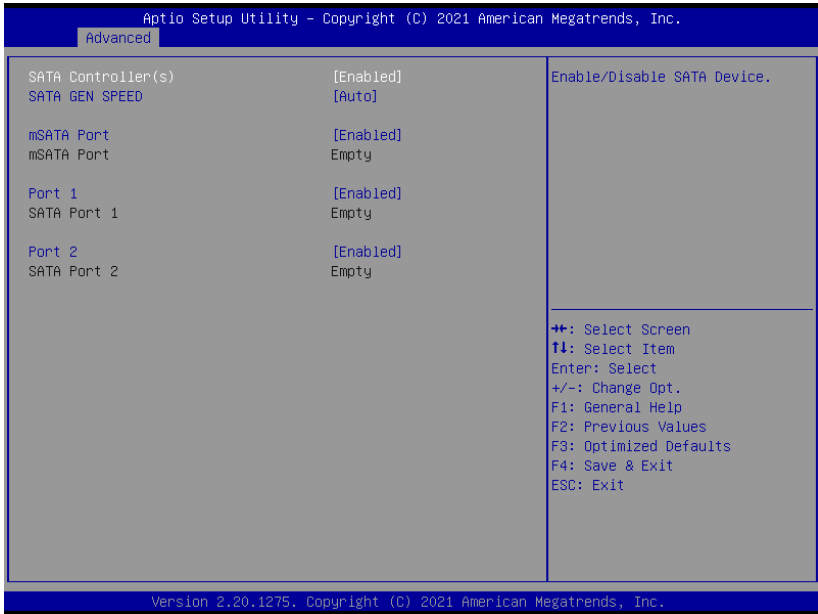 Aptio Setup Utility – Copyright (C) 2021 American Megatrends, Inc.
Advanced
SATA Controller(s) [Enabled]
SATA GEN SPEED [Auto]
mSATA Port [Enabled]
mSATA Port Empty
Port 1 [Enabled]
SATA Port 1 Empty
Port 2 [Enabled]
SATA Port 2 Empty
Enable/Disable SATA Device.
→←: Select Screen
↑↓: Select Item
Enter: Select
+/-: Change Opt.
F1: General Help
F2: Previous Values
F3: Optimized Defaults
F4: Save & Exit
ESC: Exit
Version 2.20.1275. Copyright (C) 2021 American Megatrends, Inc.